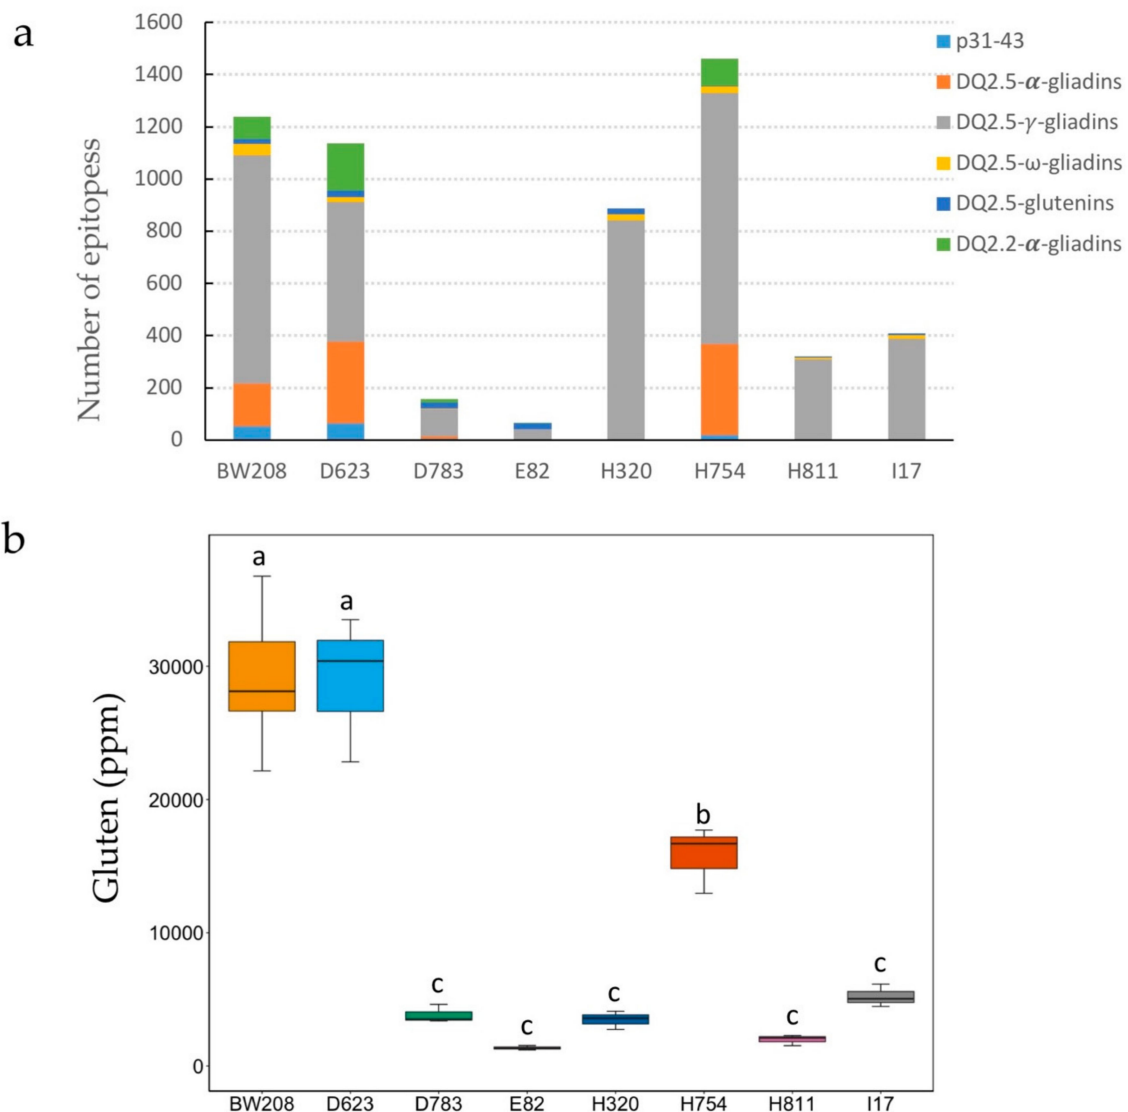 a
1600
1400
1200
1000
800
600
400
200
0
Number of epitopess
BW208 D623 D783 E82 H320 H754 H811 I17
p31-43
DQ2.5-α-gliadins
DQ2.5-γ-gliadins
DQ2.5-ω-gliadins
DQ2.5-glutenins
DQ2.2-α-gliadins
b
Gluten (ppm)
30000
20000
10000
0
a a c c c b c c
BW208 D623 D783 E82 H320 H754 H811 I17